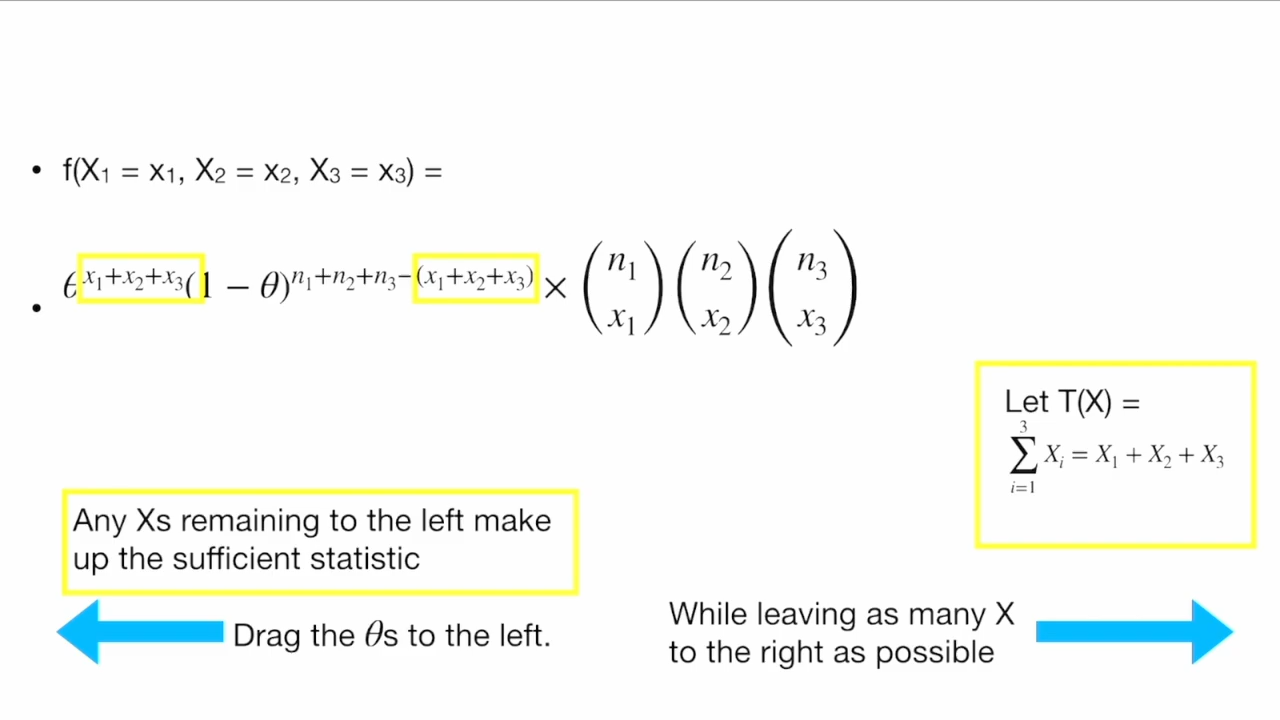 • f(X₁ = x₁, X₂ = x₂, X₃ = x₃) =
• θ^{x₁+x₂+x₃}(1 − θ)^{n₁+n₂+n₃−(x₁+x₂+x₃)} × (n₁ x₁) (n₂ x₂) (n₃ x₃)
Let T(X) =
∑_{i=1}^{3} X_i = X₁ + X₂ + X₃
Any Xs remaining to the left make
up the sufficient statistic
Drag the θs to the left.
While leaving as many X
to the right as possible